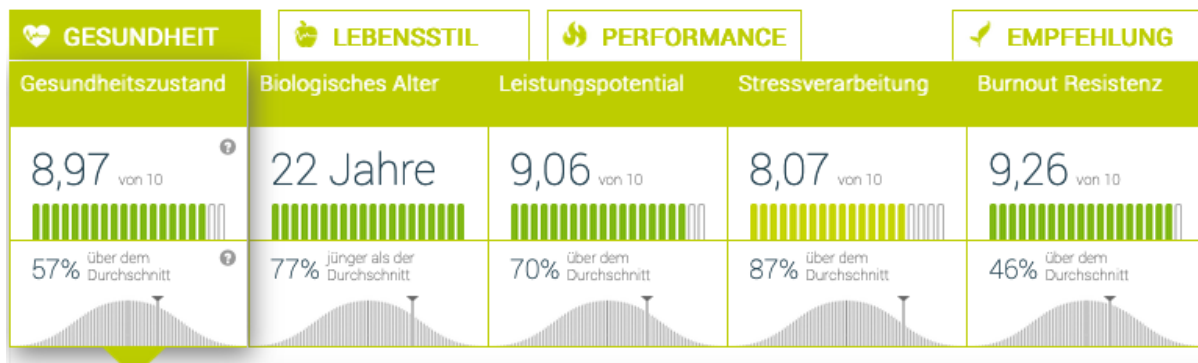 GESUNDHEIT
LEBENSSTIL
PERFORMANCE
EMPFEHLUNG
Gesundheitszustand
Biologisches Alter
Leistungspotential
Stressverarbeitung
Burnout Resistenz
?
8,97 von 10
22 Jahre
9,06 von 10
8,07 von 10
9,26 von 10
57% über dem
Durchschnitt
?
77% jünger als der
Durchschnitt
70% über dem
Durchschnitt
87% über dem
Durchschnitt
46% über dem
Durchschnitt